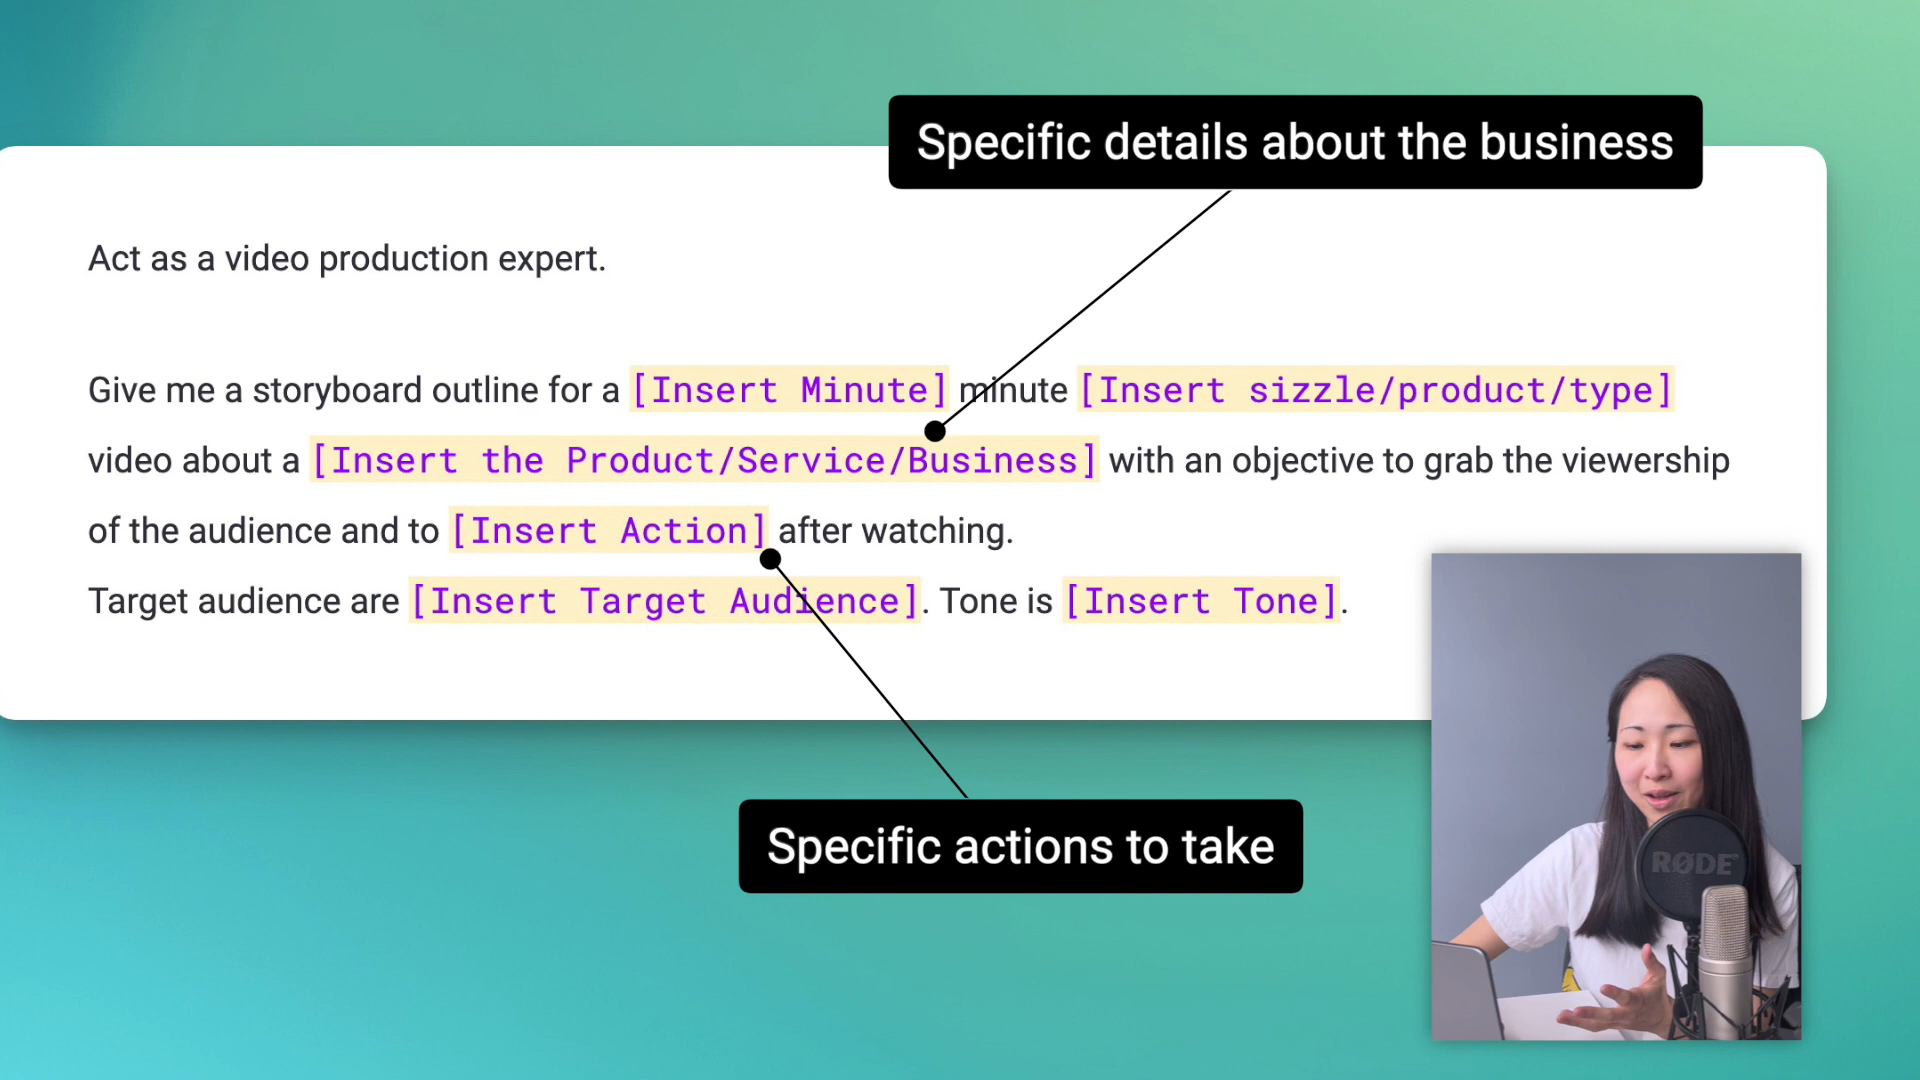 Specific details about the business
Act as a video production expert.
Give me a storyboard outline for a [Insert Minute] minute [Insert sizzle/product/type]
video about a [Insert the Product/Service/Business] with an objective to grab the viewership
of the audience and to [Insert Action] after watching.
Target audience are [Insert Target Audience]. Tone is [Insert Tone].
Specific actions to take
RØDE